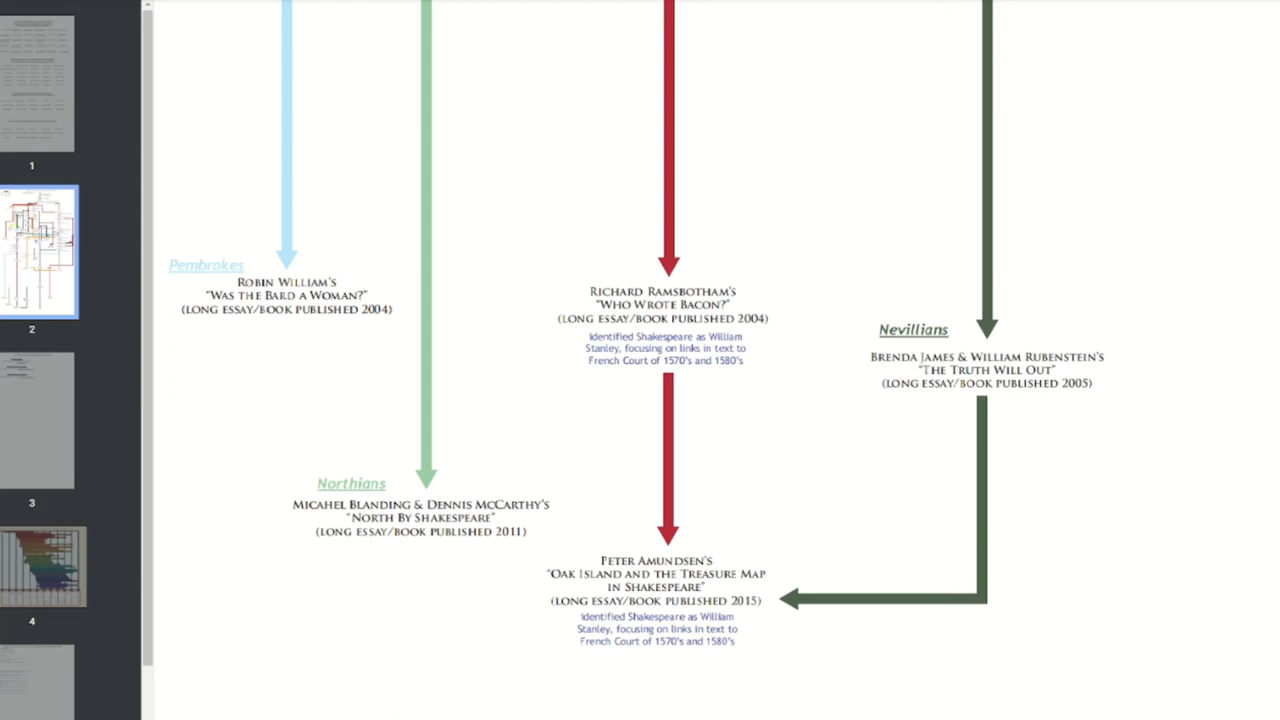 1
2
3
4
Pembrokes
ROBIN WILLIAM'S
"WAS THE BARD A WOMAN?"
(LONG ESSAY/BOOK PUBLISHED 2004)
Northians
MICAHEL BLANDING & DENNIS MCCARTHY'S
"NORTH BY SHAKESPEARE"
(LONG ESSAY/BOOK PUBLISHED 2011)
RICHARD RAMSBOTHAM'S
"WHO WROTE BACON?"
(LONG ESSAY/BOOK PUBLISHED 2004)
identified Shakespeare as William
Stanley, focusing on links in text to
French Court of 1570's and 1580's
PETER AMUNDSEN'S
"OAK ISLAND AND THE TREASURE MAP
IN SHAKESPEARE"
(LONG ESSAY/BOOK PUBLISHED 2015)
identified Shakespeare as William
Stanley, focusing on links in text to
French Court of 1570's and 1580's
Nevillians
BRENDA JAMES & WILLIAM RUBENSTEIN'S
"THE TRUTH WILL OUT"
(LONG ESSAY/BOOK PUBLISHED 2005)